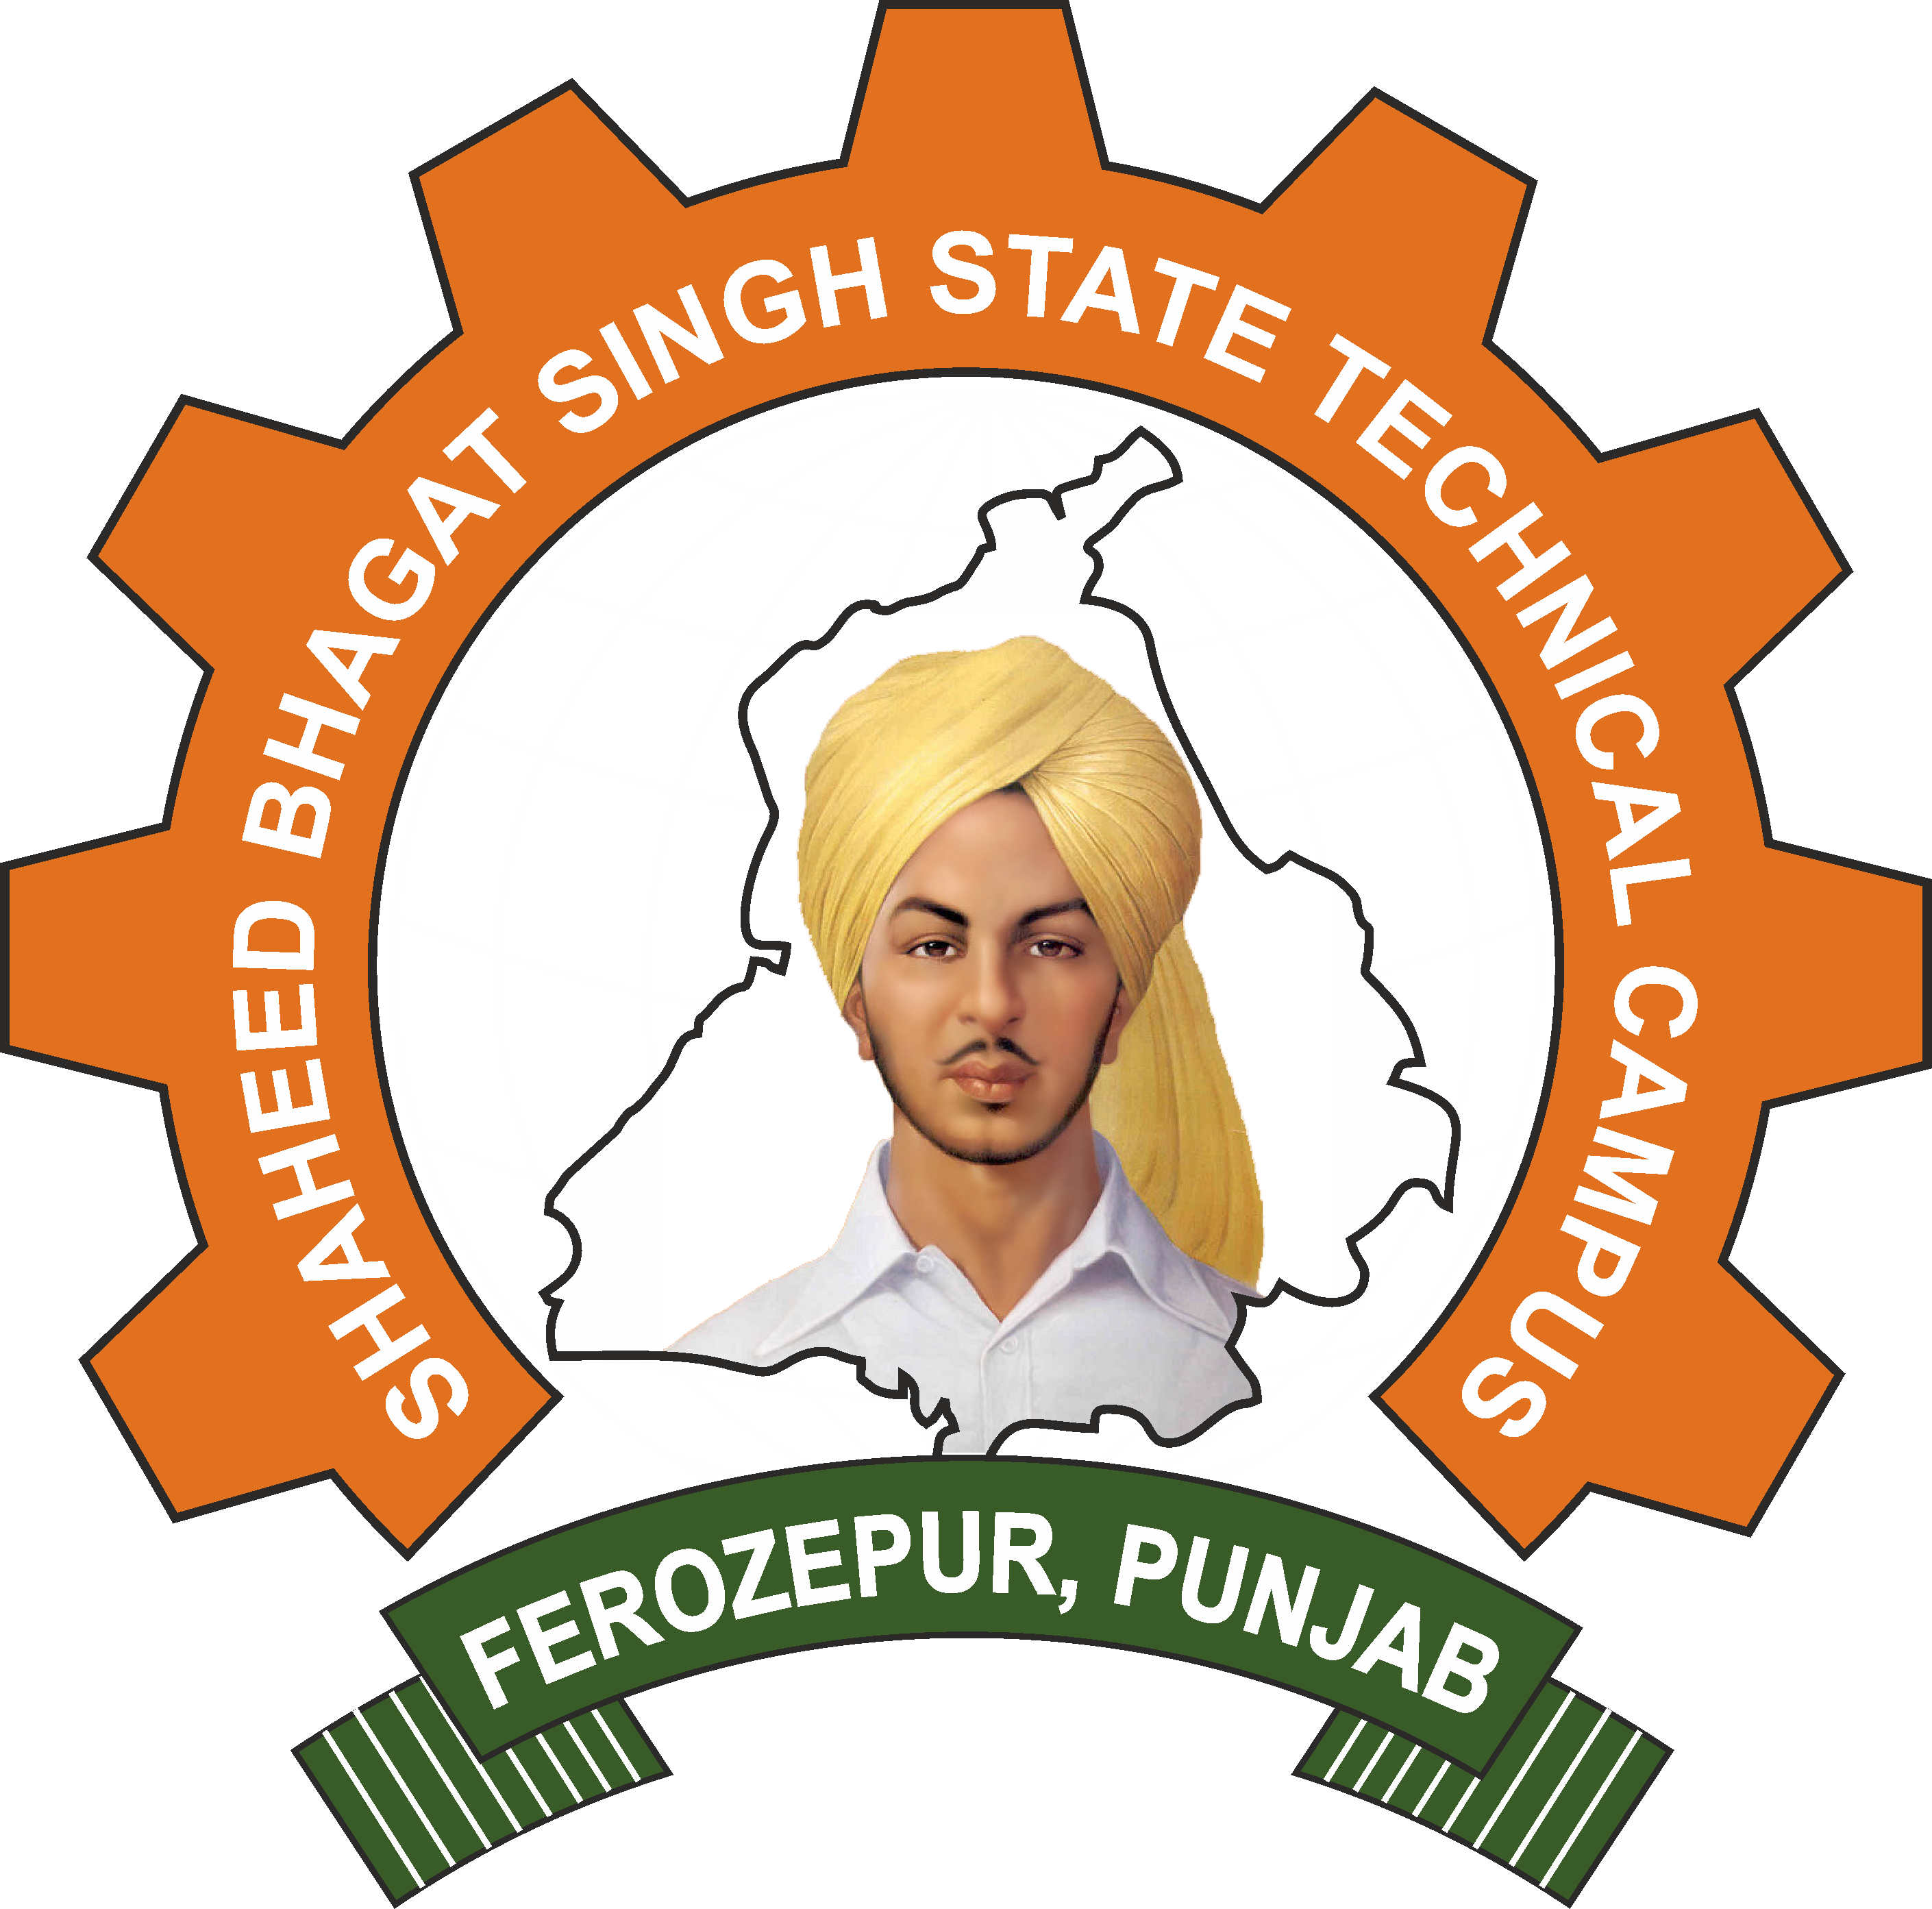 SHAHEED BHAGAT SINGH STATE TECHNICAL CAMPUS
FEROZEPUR, PUNJAB